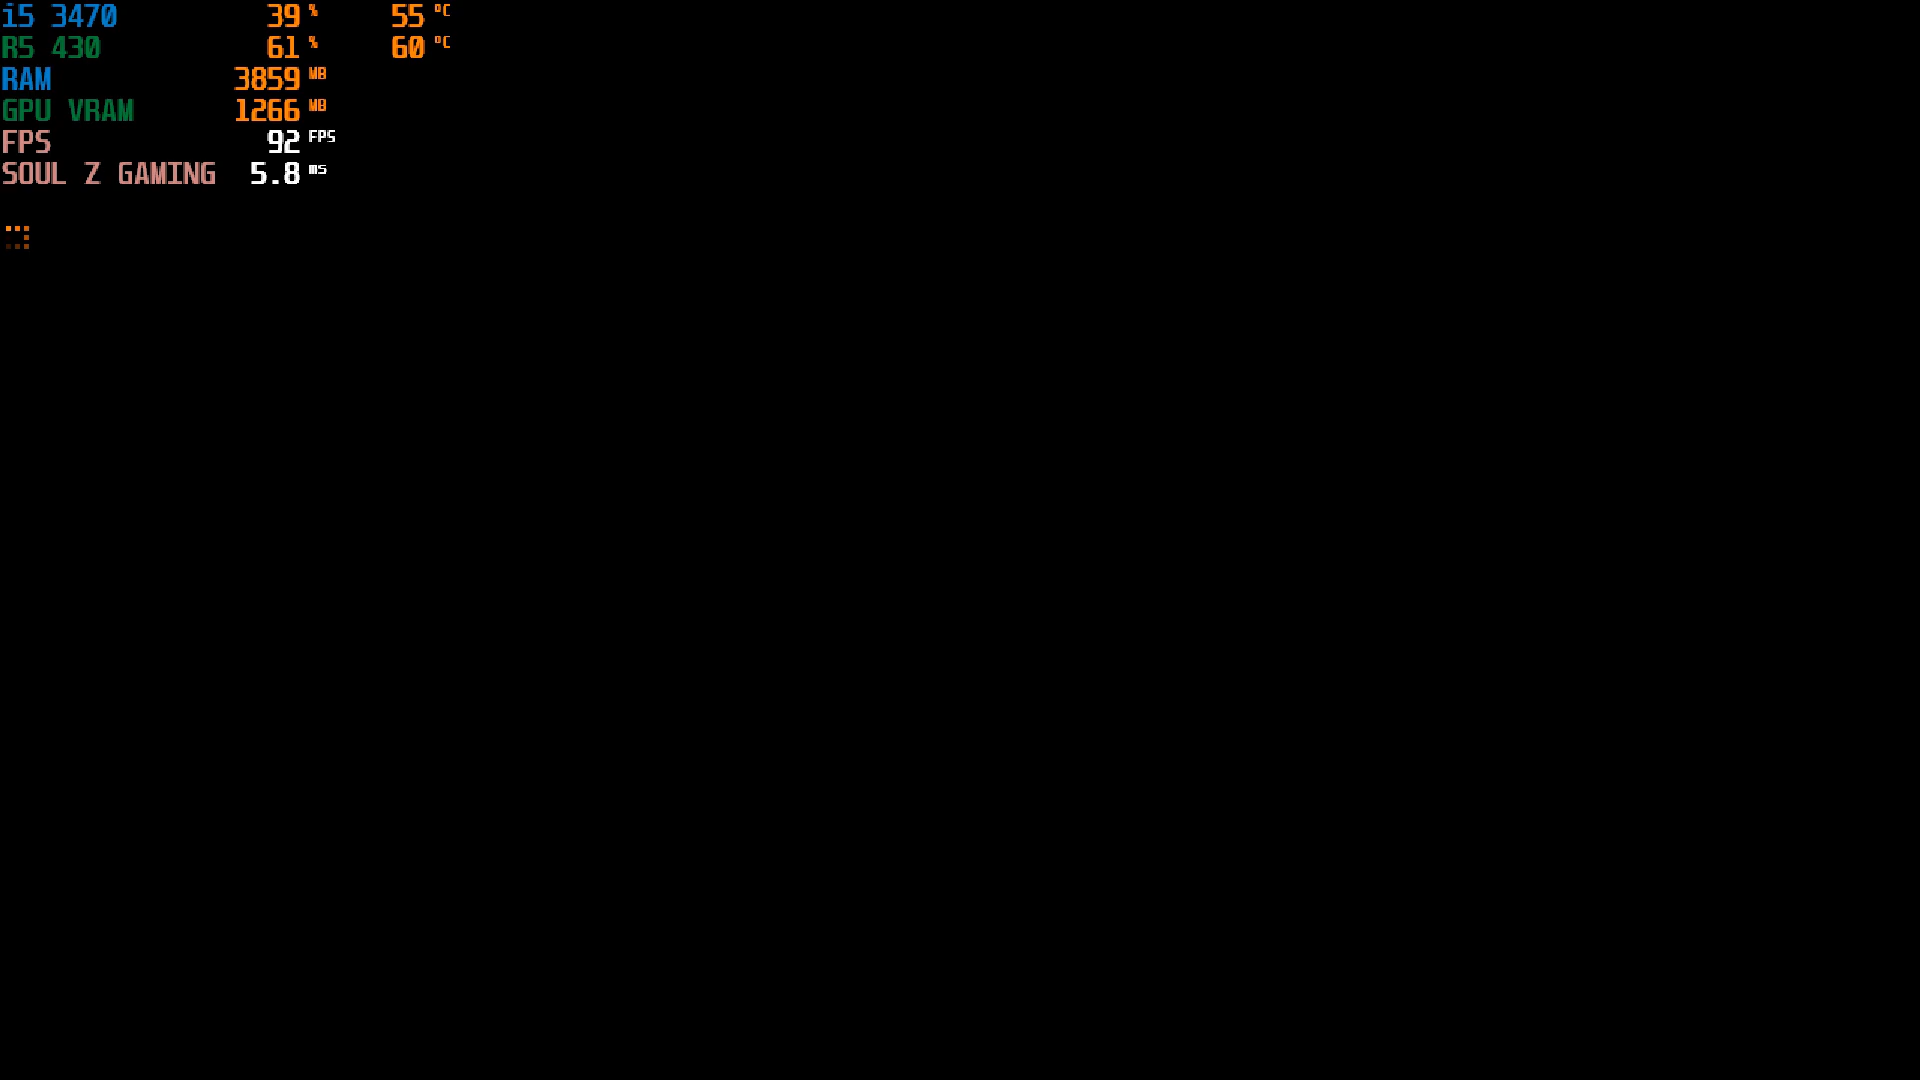 i5 3470 39 % 55 °C
R5 430 61 % 60 °C
RAM 3859 MB
GPU VRAM 1266 MB
FPS 92 FPS
SOUL Z GAMING 5.8 ms